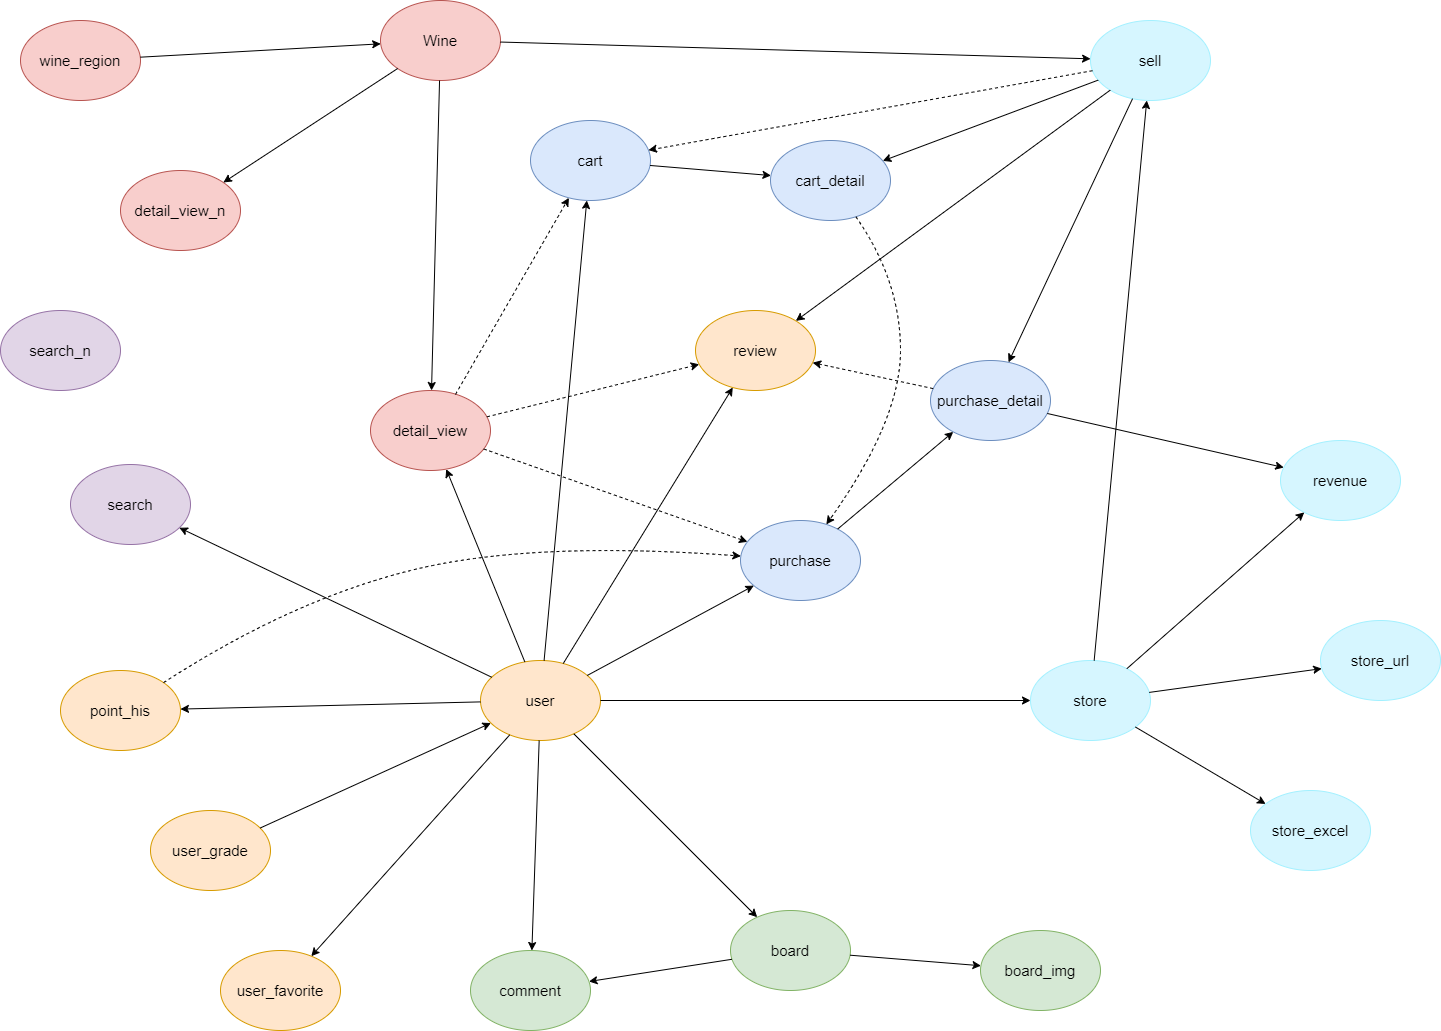 Wine
wine_region
sell
cart
cart_detail
detail_view_n
search_n
review
purchase_detail
detail_view
revenue
search
purchase
store_url
user
store
point_his
store_excel
user_grade
board
board_img
user_favorite
comment